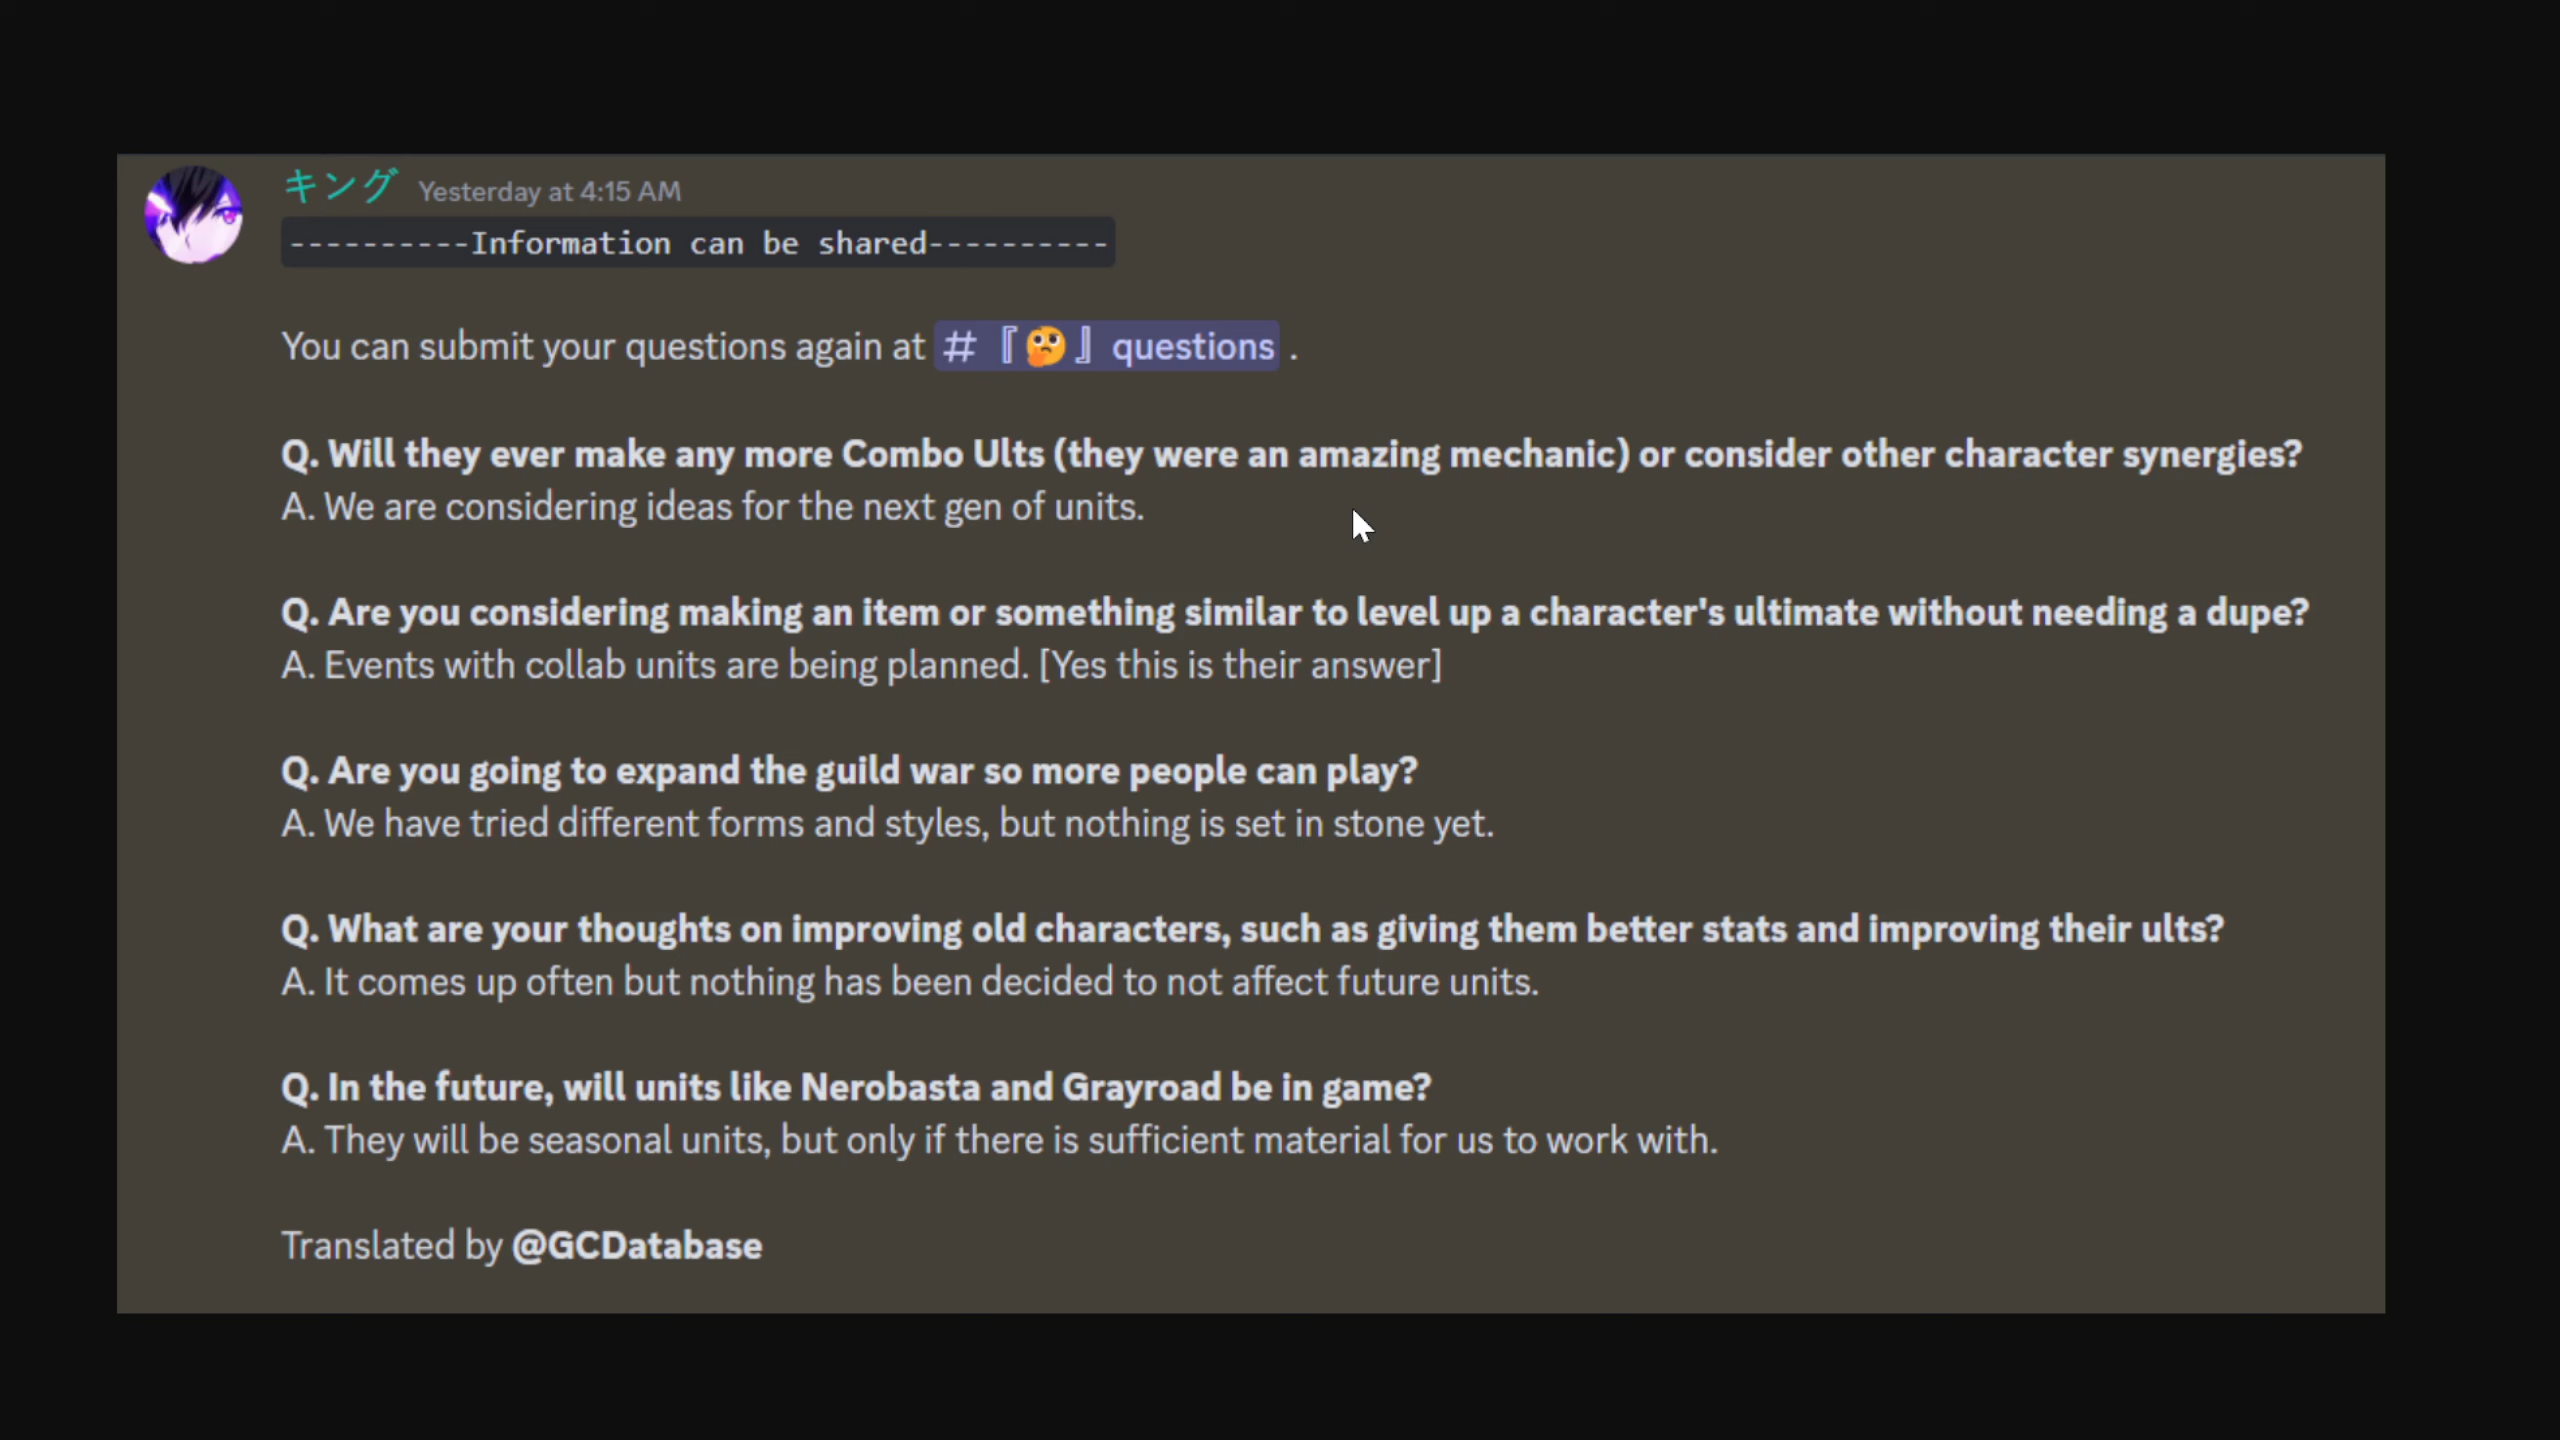 キング Yesterday at 4:15 AM
----------Information can be shared----------
You can submit your questions again at # 『🤔』 questions .
Q. Will they ever make any more Combo Ults (they were an amazing mechanic) or consider other character synergies?
A. We are considering ideas for the next gen of units.
Q. Are you considering making an item or something similar to level up a character's ultimate without needing a dupe?
A. Events with collab units are being planned. [Yes this is their answer]
Q. Are you going to expand the guild war so more people can play?
A. We have tried different forms and styles, but nothing is set in stone yet.
Q. What are your thoughts on improving old characters, such as giving them better stats and improving their ults?
A. It comes up often but nothing has been decided to not affect future units.
Q. In the future, will units like Nerobasta and Grayroad be in game?
A. They will be seasonal units, but only if there is sufficient material for us to work with.
Translated by @GCDatabase